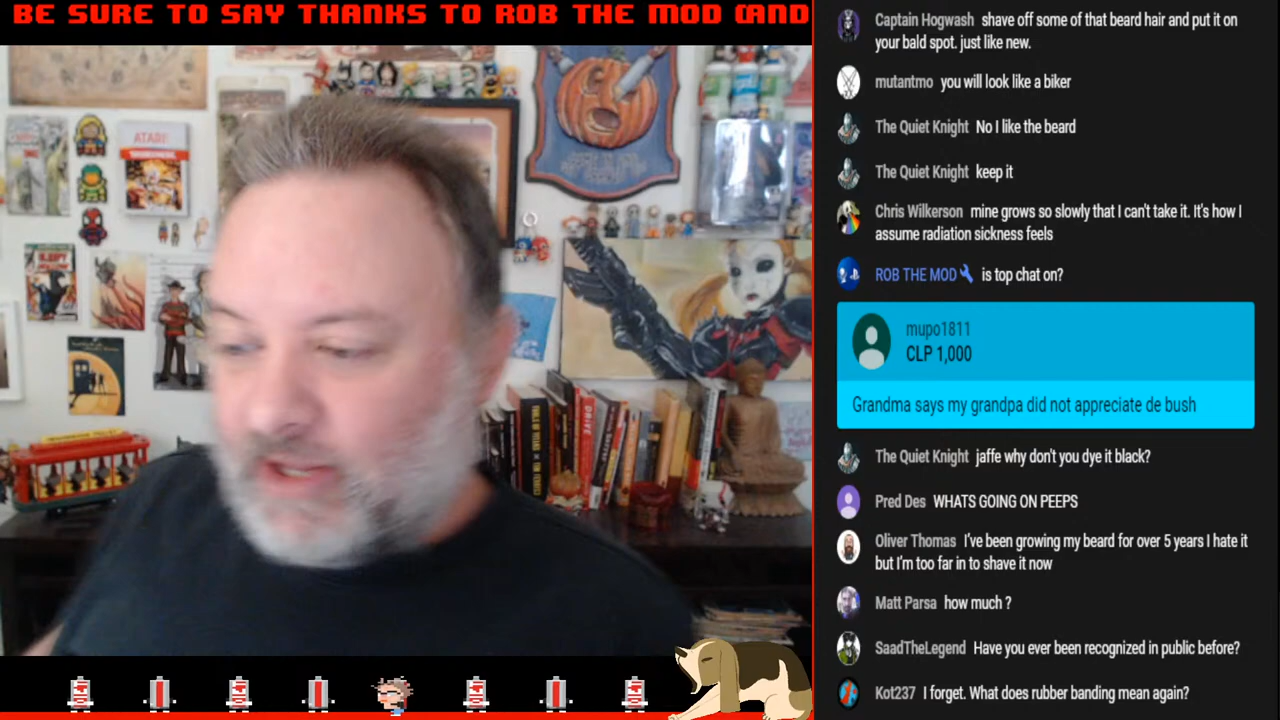 BE SURE TO SAY THANKS TO ROB THE MOD (AND
Captain Hogwash shave off some of that beard hair and put it on
your bald spot. just like new.
mutantmo you will look like a biker
The Quiet Knight No I like the beard
The Quiet Knight keep it
Chris Wilkerson mine grows so slowly that I can't take it. It's how I
assume radiation sickness feels
ROB THE MOD is top chat on?
mupo1811
CLP 1,000
Grandma says my grandpa did not appreciate de bush
The Quiet Knight jaffe why don't you dye it black?
Pred Des WHATS GOING ON PEEPS
Oliver Thomas I've been growing my beard for over 5 years I hate it
but I'm too far in to shave it now
Matt Parsa how much ?
SaadTheLegend Have you ever been recognized in public before?
Kot237 I forget. What does rubber banding mean again?
ATARI
DRIVE